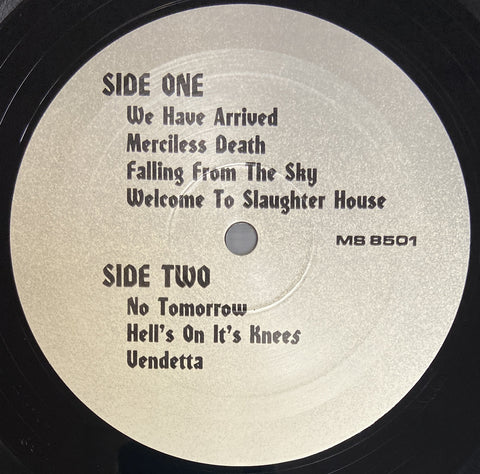 SIDE ONE
We Have Arrived
Merciless Death
Falling From The Sky
Welcome To Slaughter House
MS 8501
SIDE TWO
No Tomorrow
Hell's On It's Knees
Vendetta